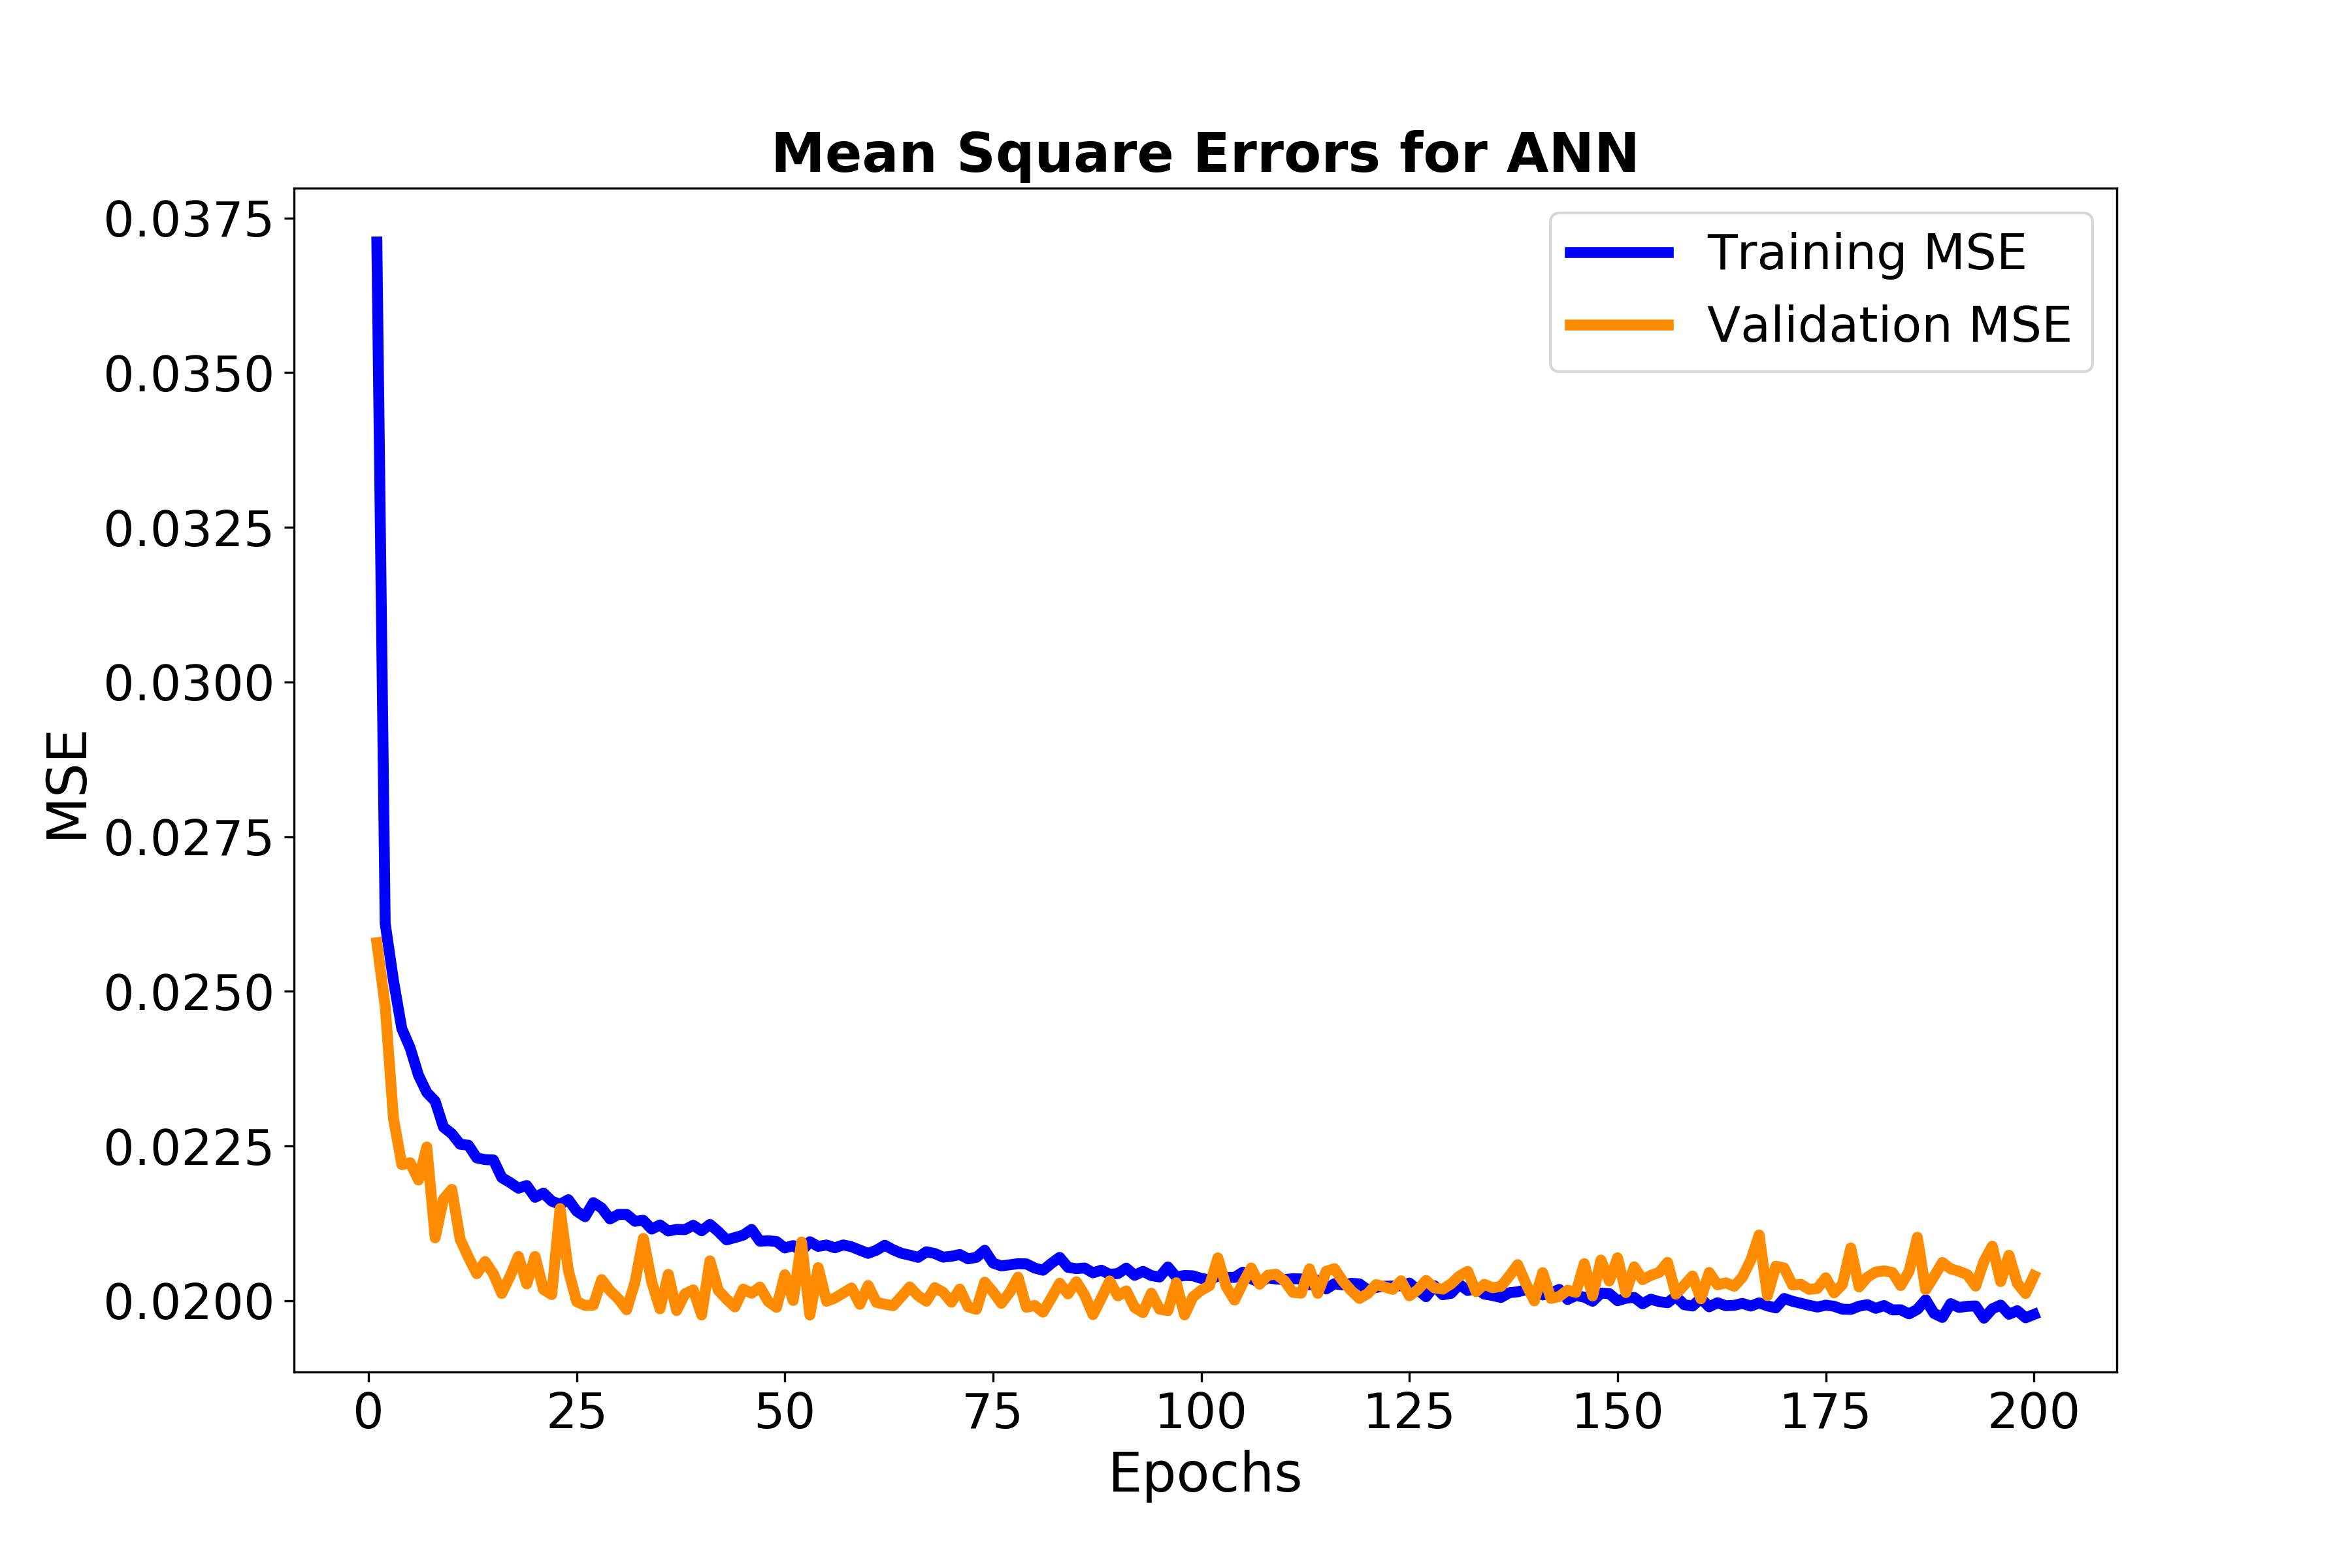 Mean Square Errors for ANN
Training MSE
Validation MSE
0.0375
0.0350
0.0325
0.0300
0.0275
0.0250
0.0225
0.0200
MSE
0 25 50 75 100 125 150 175 200
Epochs